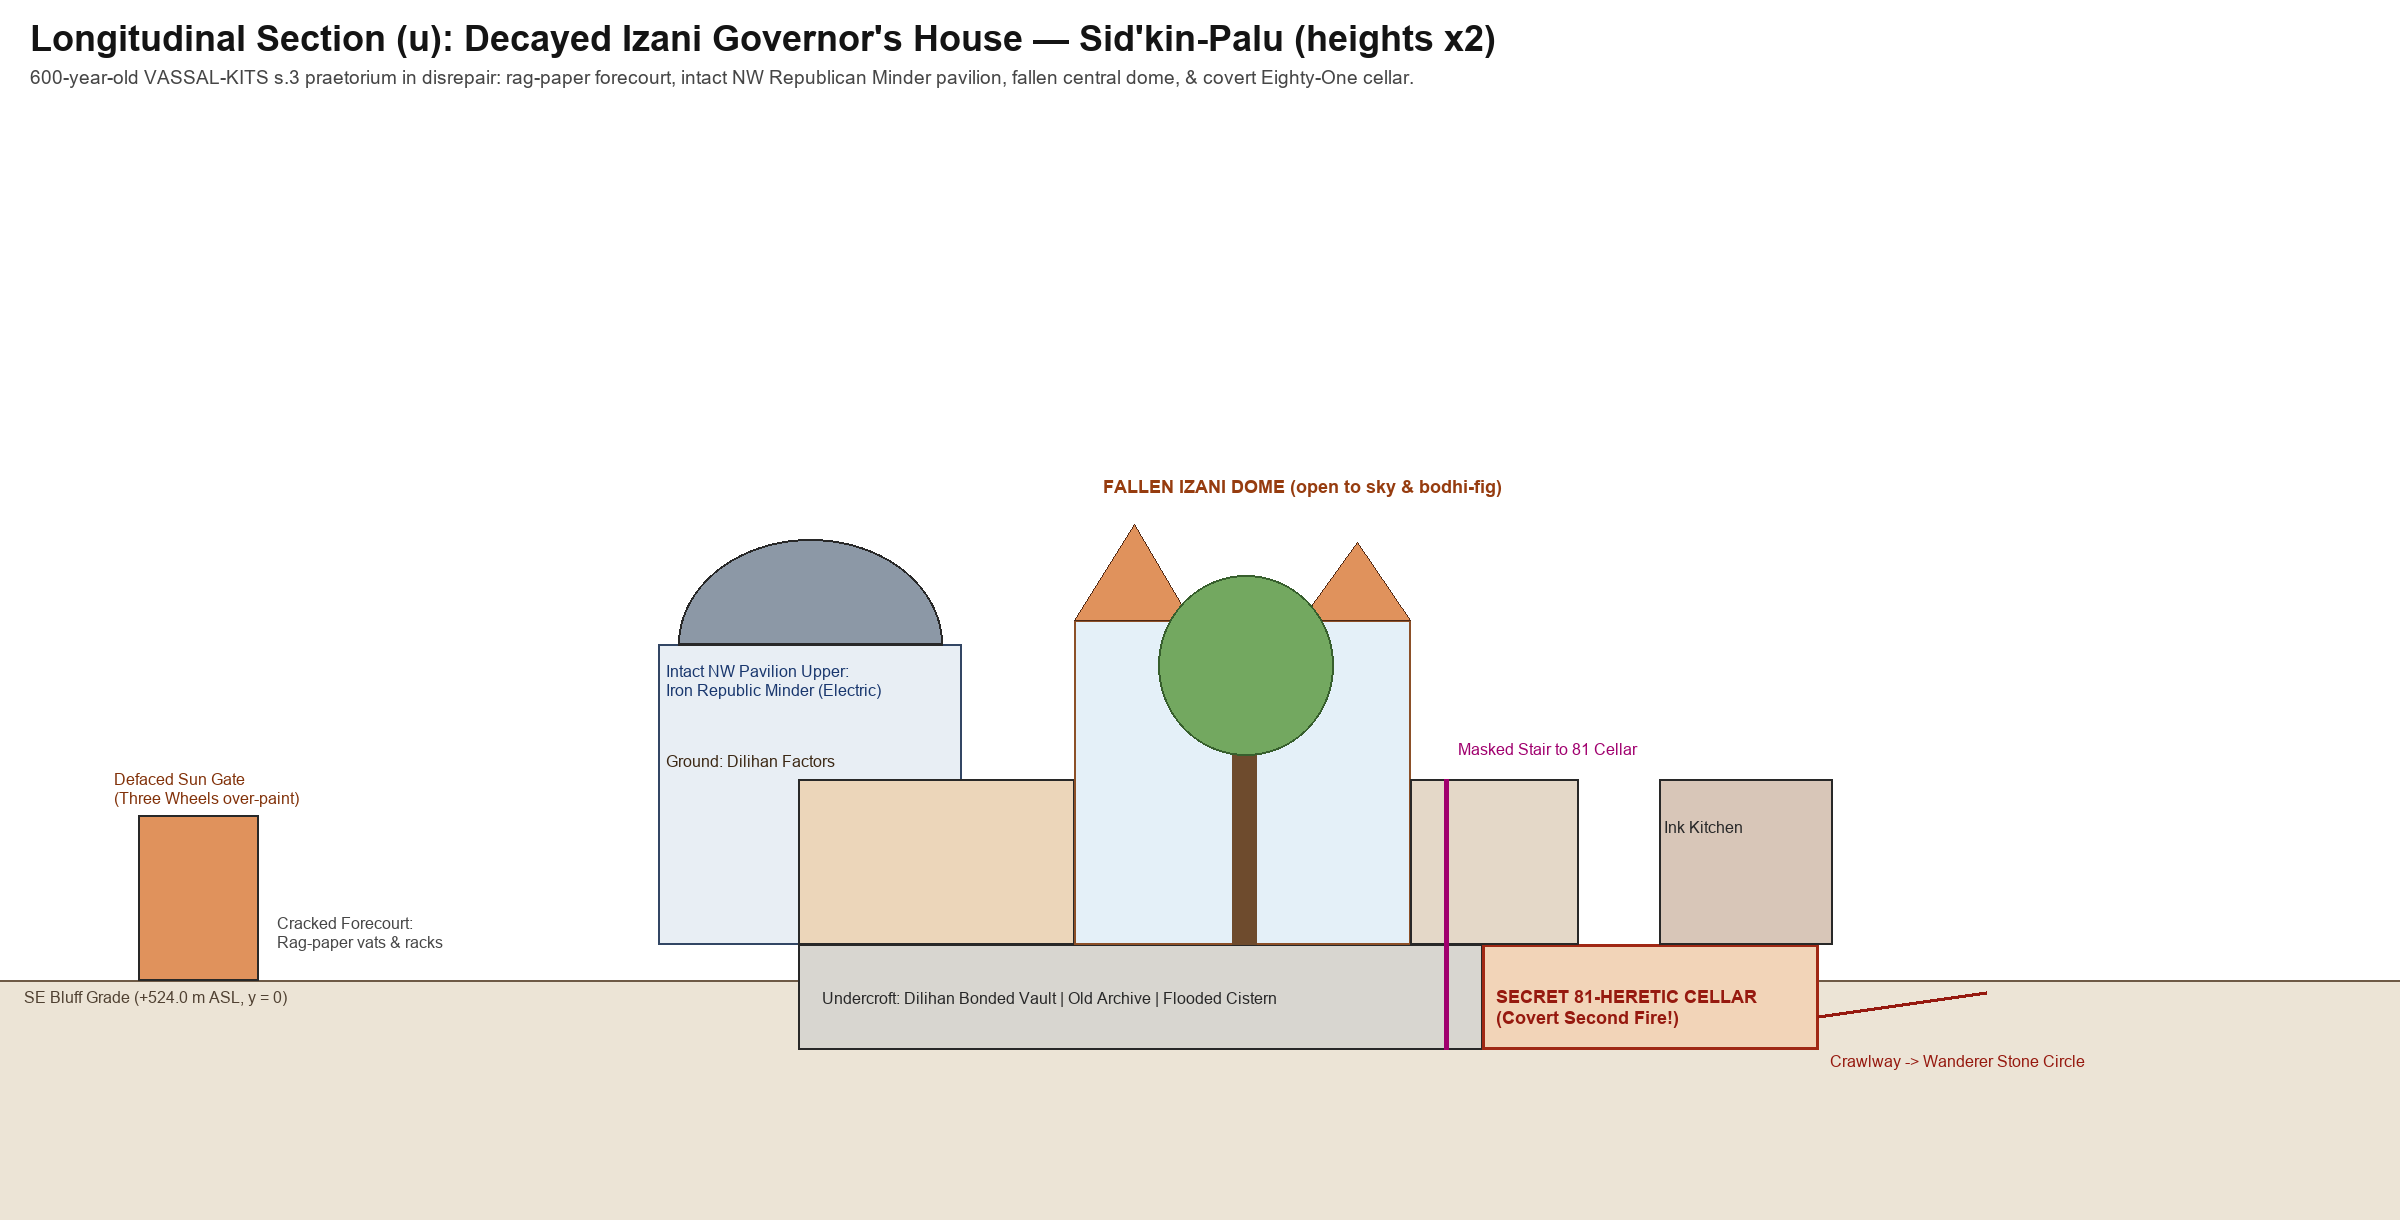 Longitudinal Section (u): Decayed Izani Governor's House — Sid'kin-Palu (heights x2)
600-year-old VASSAL-KITS s.3 praetorium in disrepair: rag-paper forecourt, intact NW Republican Minder pavilion, fallen central dome, & covert Eighty-One cellar.
FALLEN IZANI DOME (open to sky & bodhi-fig)
Intact NW Pavilion Upper:
Iron Republic Minder (Electric)
Ground: Dilihan Factors
Masked Stair to 81 Cellar
Defaced Sun Gate
(Three Wheels over-paint)
Ink Kitchen
Cracked Forecourt:
Rag-paper vats & racks
SE Bluff Grade (+524.0 m ASL, y = 0)
Undercroft: Dilihan Bonded Vault | Old Archive | Flooded Cistern
SECRET 81-HERETIC CELLAR
(Covert Second Fire!)
Crawlway -> Wanderer Stone Circle